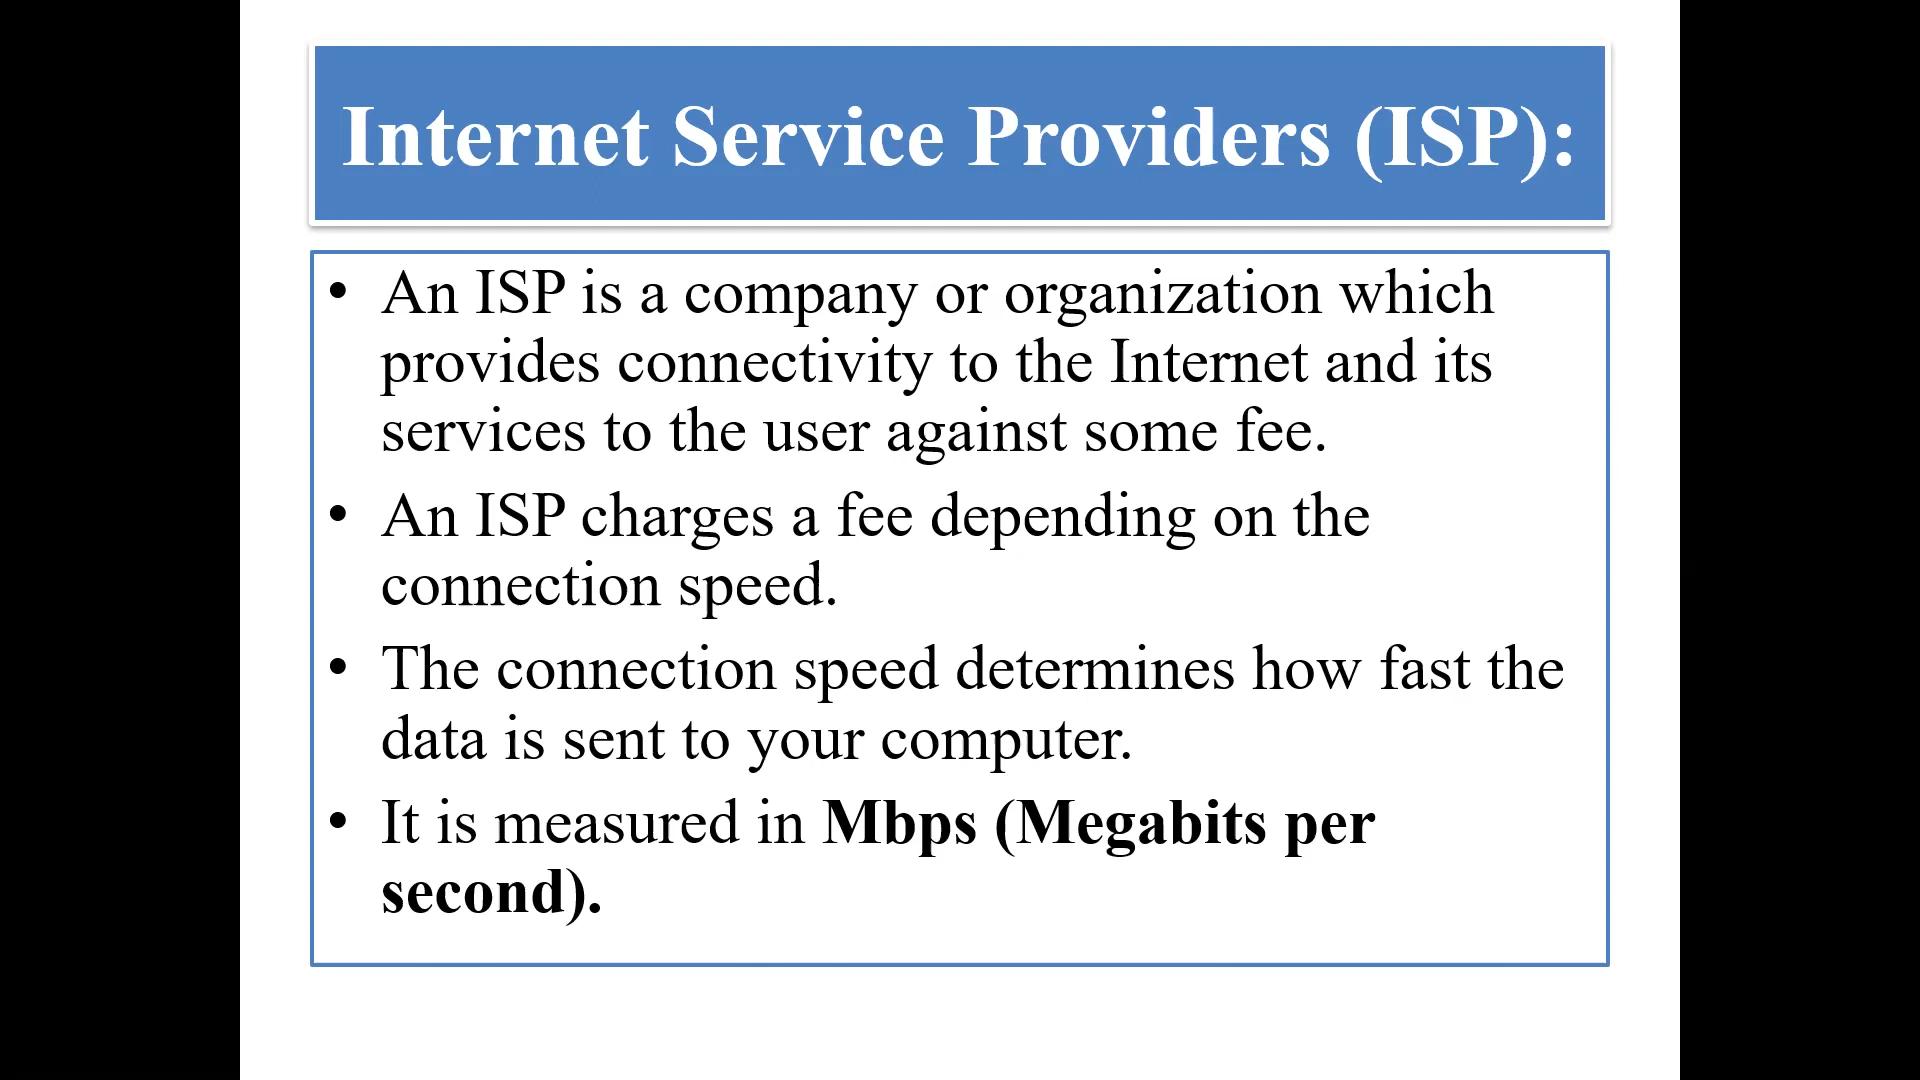 Internet Service Providers (ISP):
• An ISP is a company or organization which
provides connectivity to the Internet and its
services to the user against some fee.
• An ISP charges a fee depending on the
connection speed.
• The connection speed determines how fast the
data is sent to your computer.
• It is measured in Mbps (Megabits per
second).